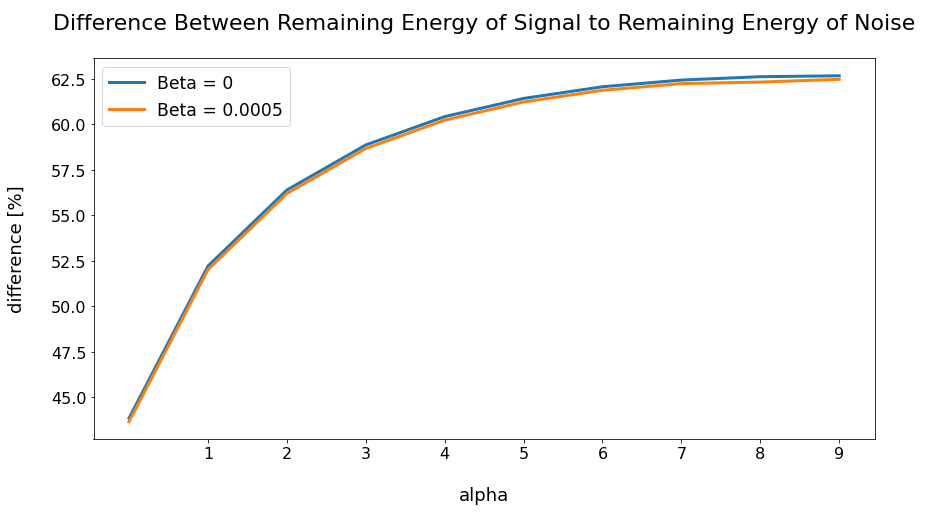 Difference Between Remaining Energy of Signal to Remaining Energy of Noise
Beta = 0
Beta = 0.0005
62.5
60.0
57.5
55.0
52.5
50.0
47.5
45.0
difference [%]
1 2 3 4 5 6 7 8 9
alpha